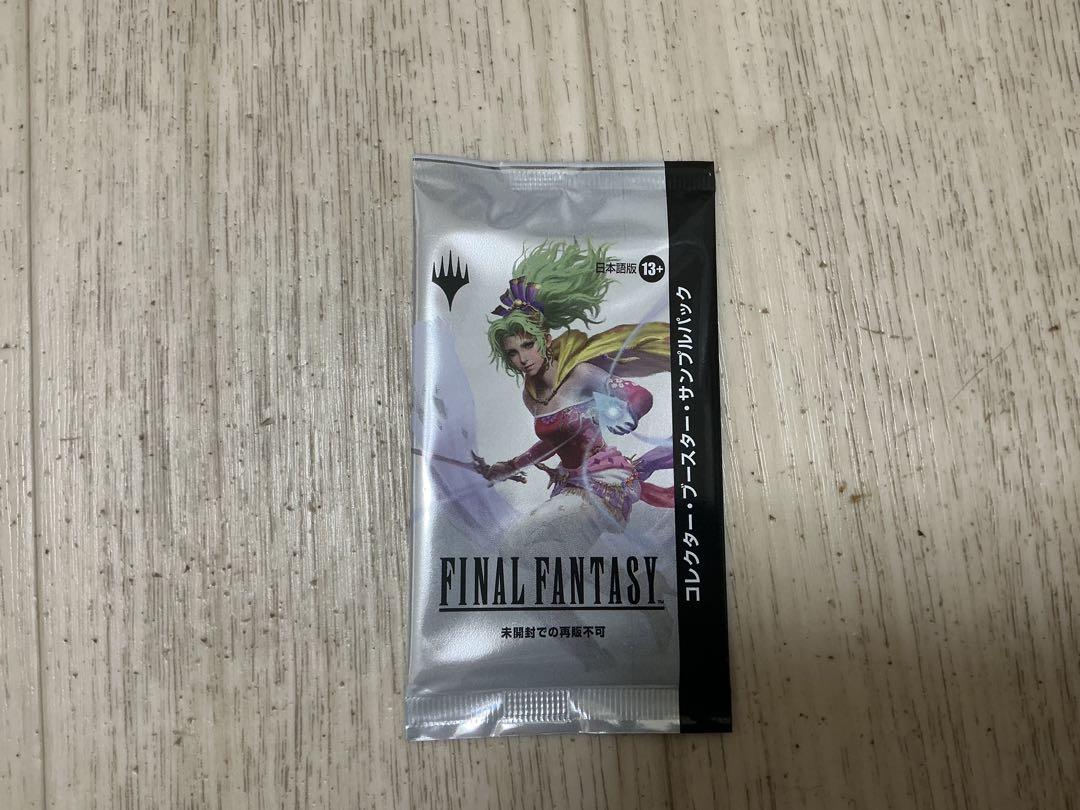 日本語版 13+
コレクター・ブースター・サンプルパック
FINAL FANTASY™
未開封での再販不可